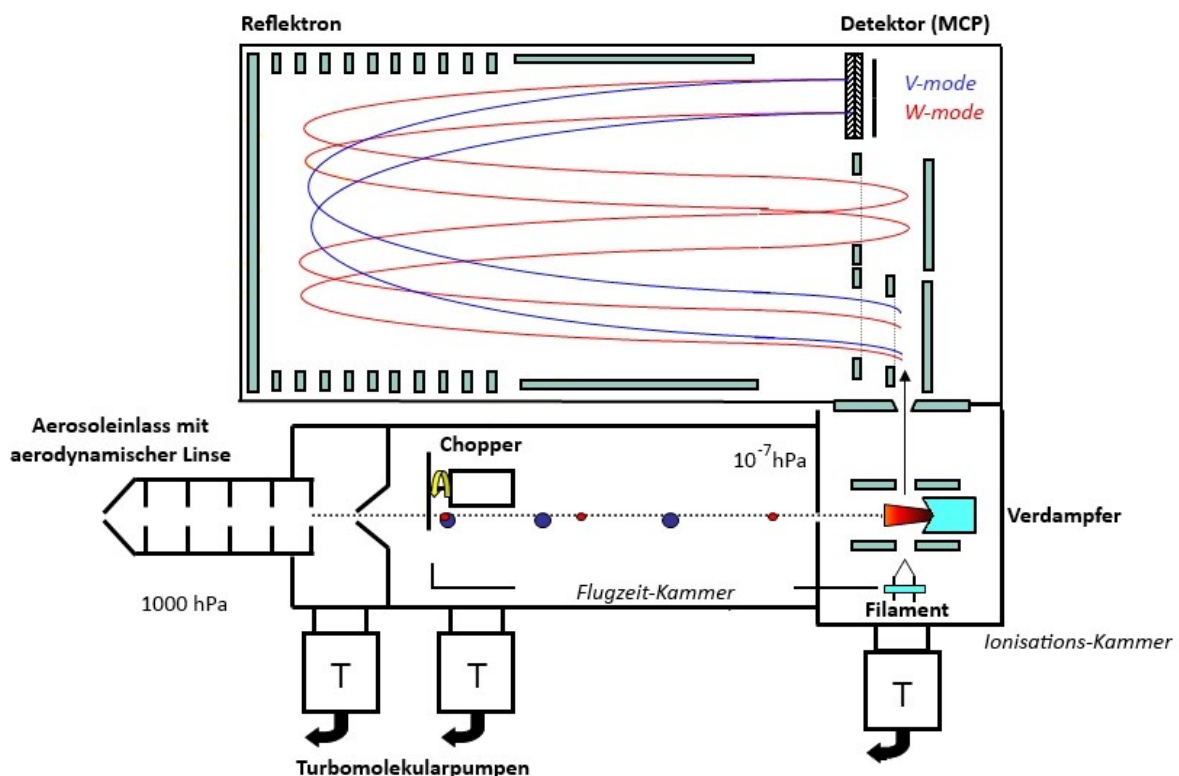 Reflektron
Detektor (MCP)
V-mode
W-mode
Aerosoleinlass mit
aerodynamischer Linse
Chopper
10-7hPa
Verdampfer
1000 hPa
Flugzeit-Kammer
Filament
Ionisations-Kammer
T
T
T
Turbomolekularpumpen